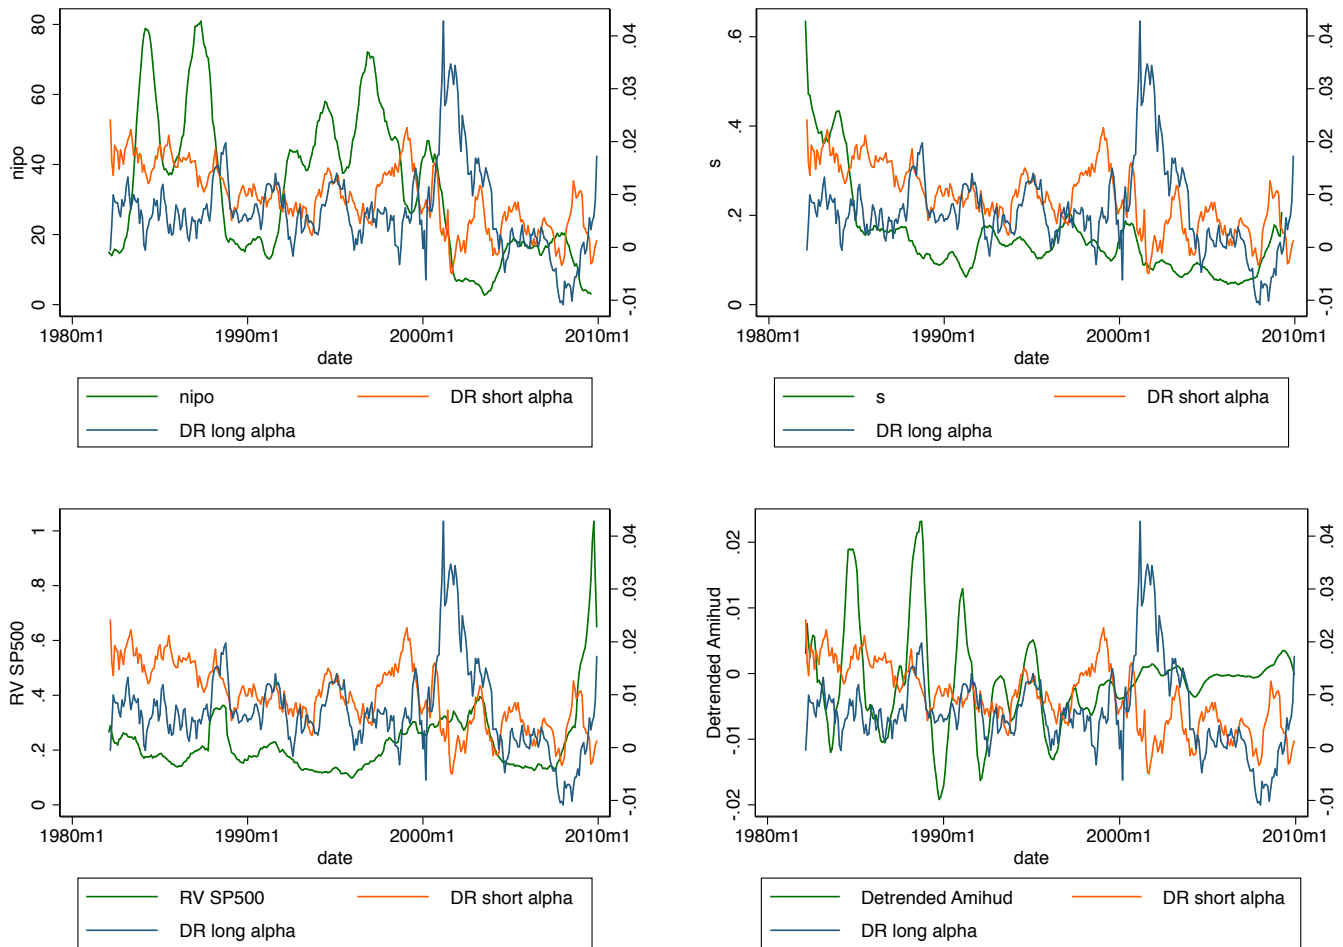 nipo
0 20 40 60 80
-.01 0 .01 .02 .03 .04
1980m1 1990m1 2000m1 2010m1
date
nipo DR short alpha
DR long alpha
s
0 .2 .4 .6
-.01 0 .01 .02 .03 .04
1980m1 1990m1 2000m1 2010m1
date
s DR short alpha
DR long alpha
RV SP500
0 .2 .4 .6 .8 1
-.01 0 .01 .02 .03 .04
1980m1 1990m1 2000m1 2010m1
date
RV SP500 DR short alpha
DR long alpha
Detrended Amihud
-.02 -.01 0 .01 .02
-.01 0 .01 .02 .03 .04
1980m1 1990m1 2000m1 2010m1
date
Detrended Amihud DR short alpha
DR long alpha